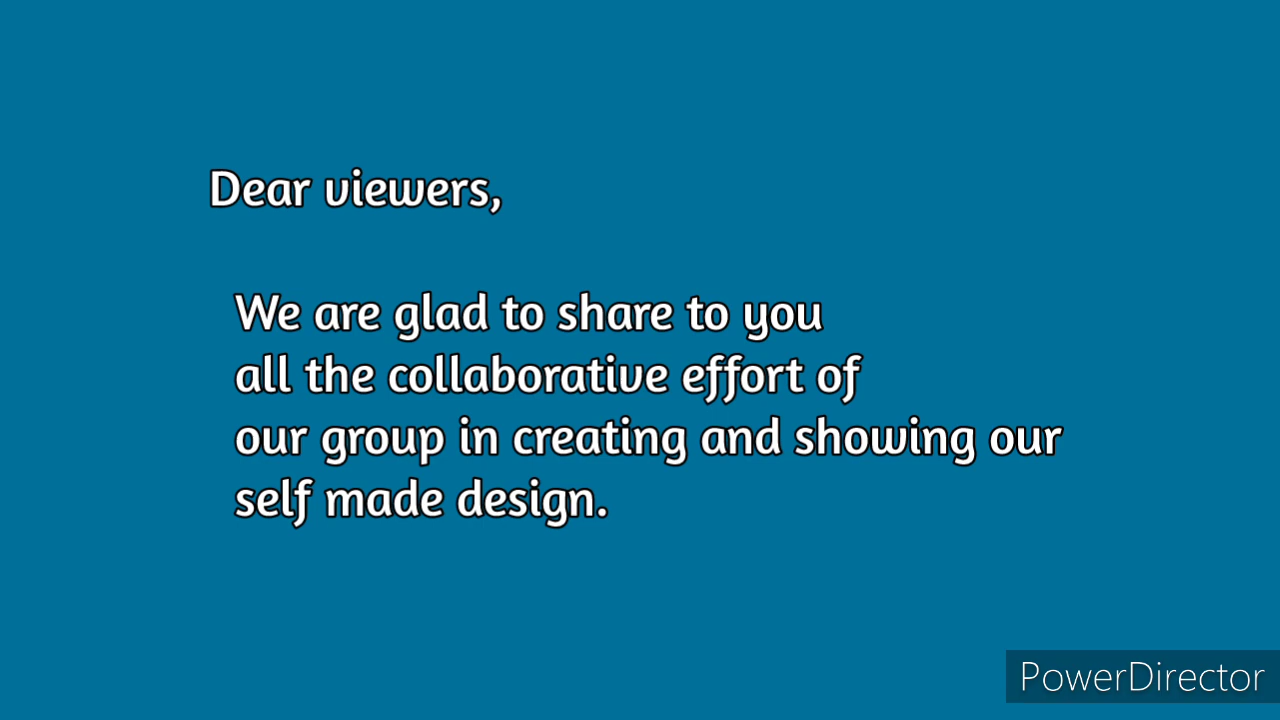 Dear viewers,
We are glad to share to you
all the collaborative effort of
our group in creating and showing our
self made design.
PowerDirector